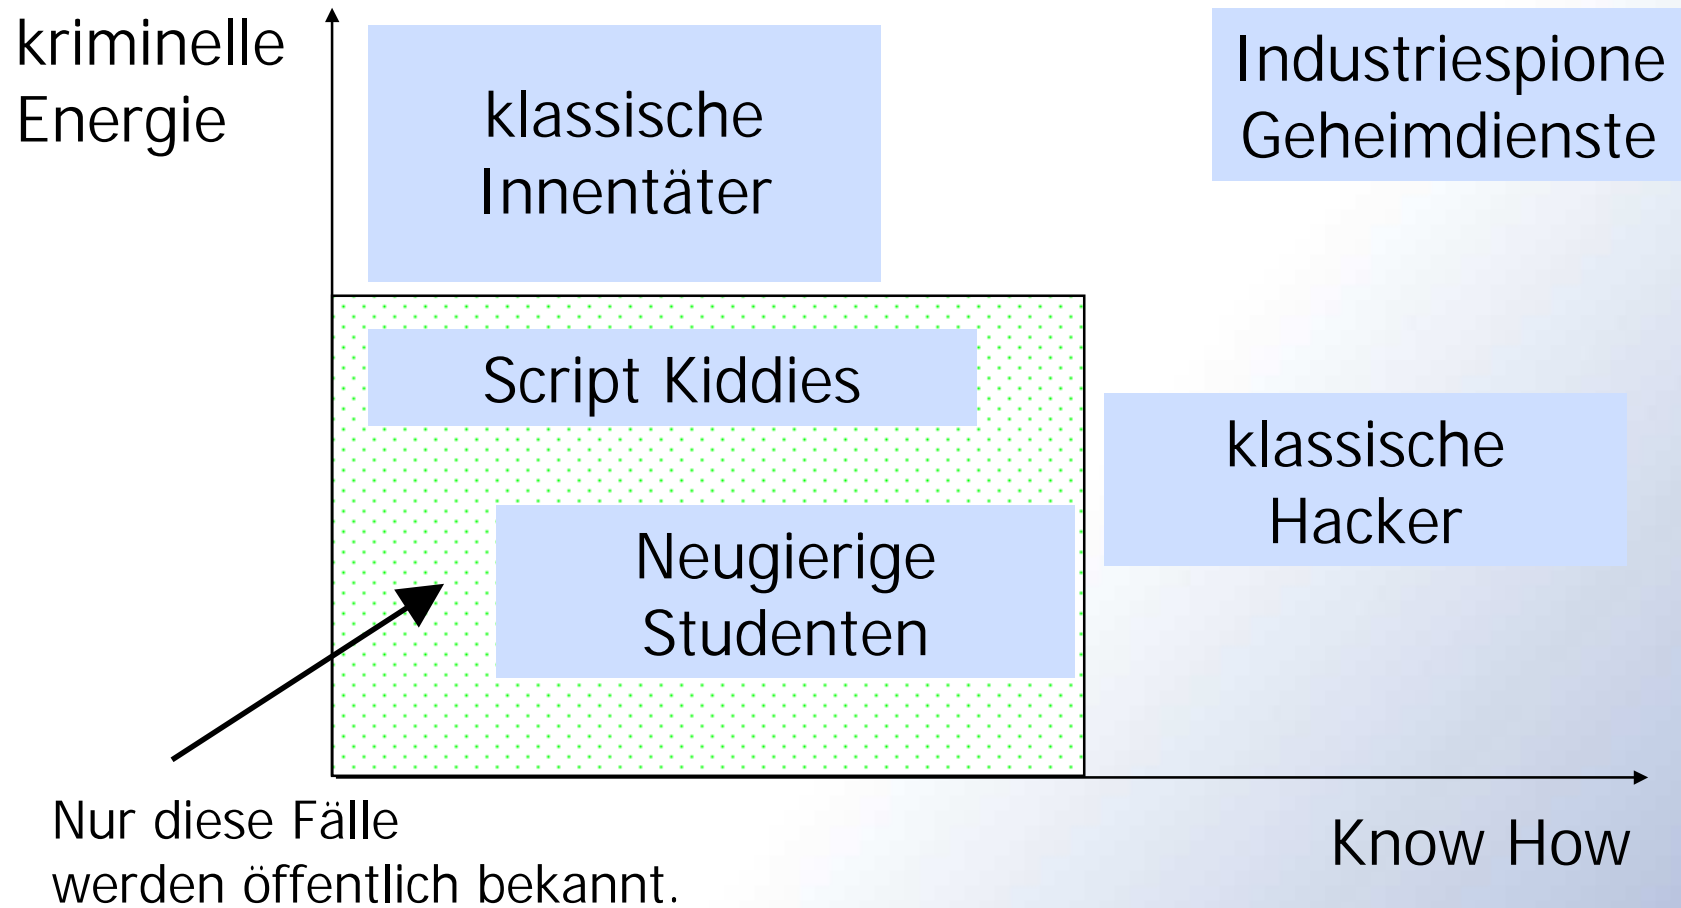 kriminelle
Energie
klassische
Innentäter
Industriespione
Geheimdienste
Script Kiddies
klassische
Hacker
Neugierige
Studenten
Nur diese Fälle
werden öffentlich bekannt.
Know How